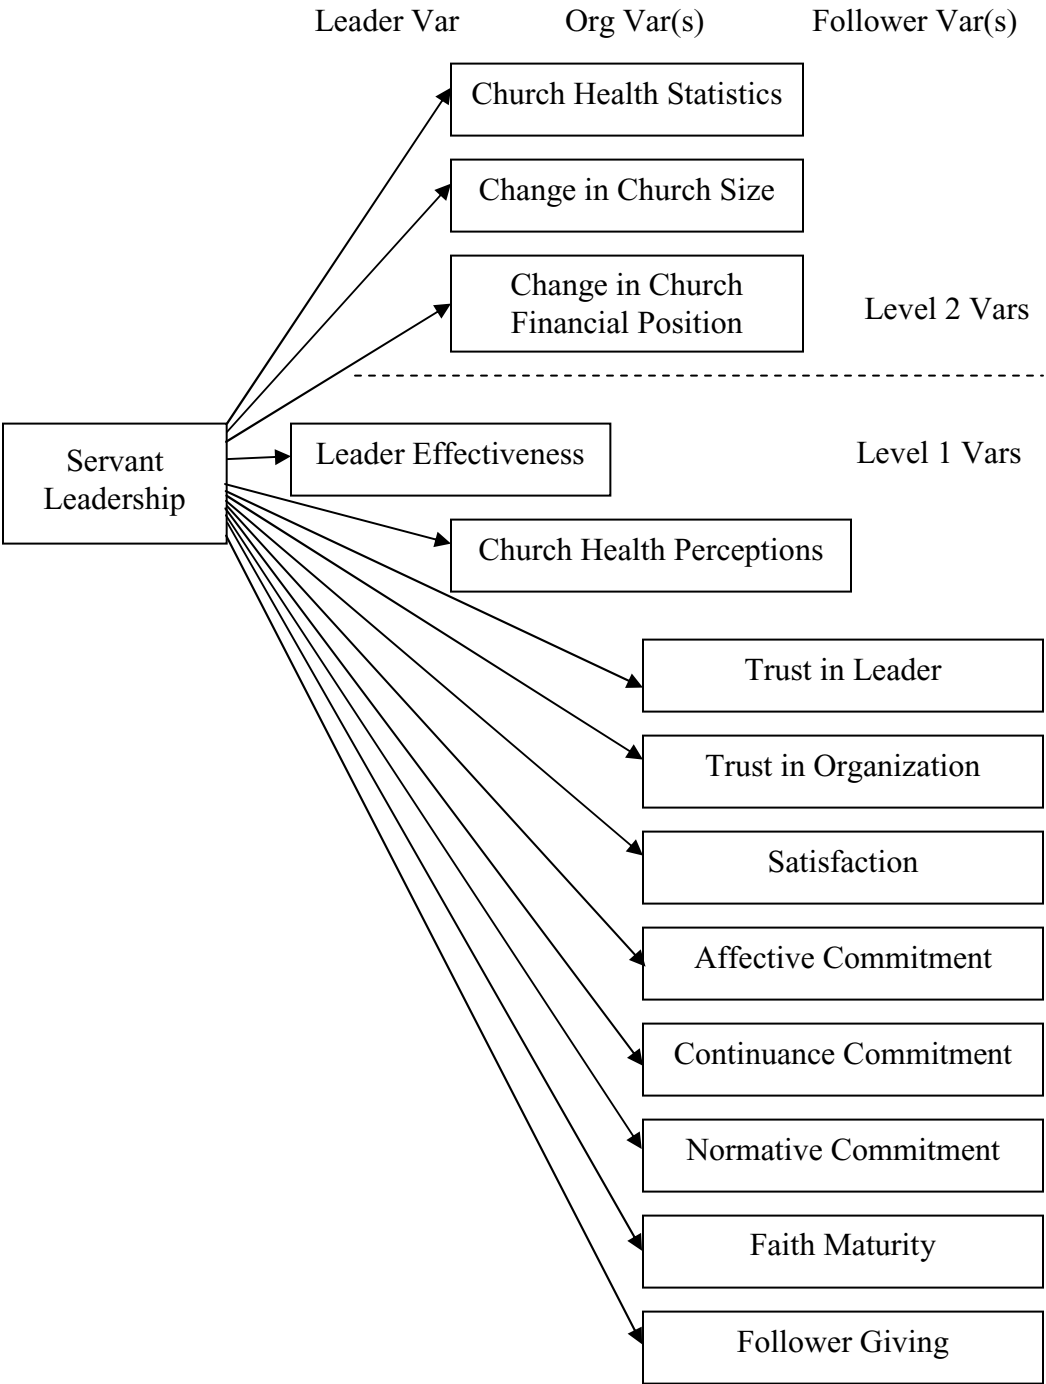 Leader Var Org Var(s) Follower Var(s)
Church Health Statistics
Change in Church Size
Change in Church
Financial Position
Level 2 Vars
Servant
Leadership
Leader Effectiveness
Level 1 Vars
Church Health Perceptions
Trust in Leader
Trust in Organization
Satisfaction
Affective Commitment
Continuance Commitment
Normative Commitment
Faith Maturity
Follower Giving